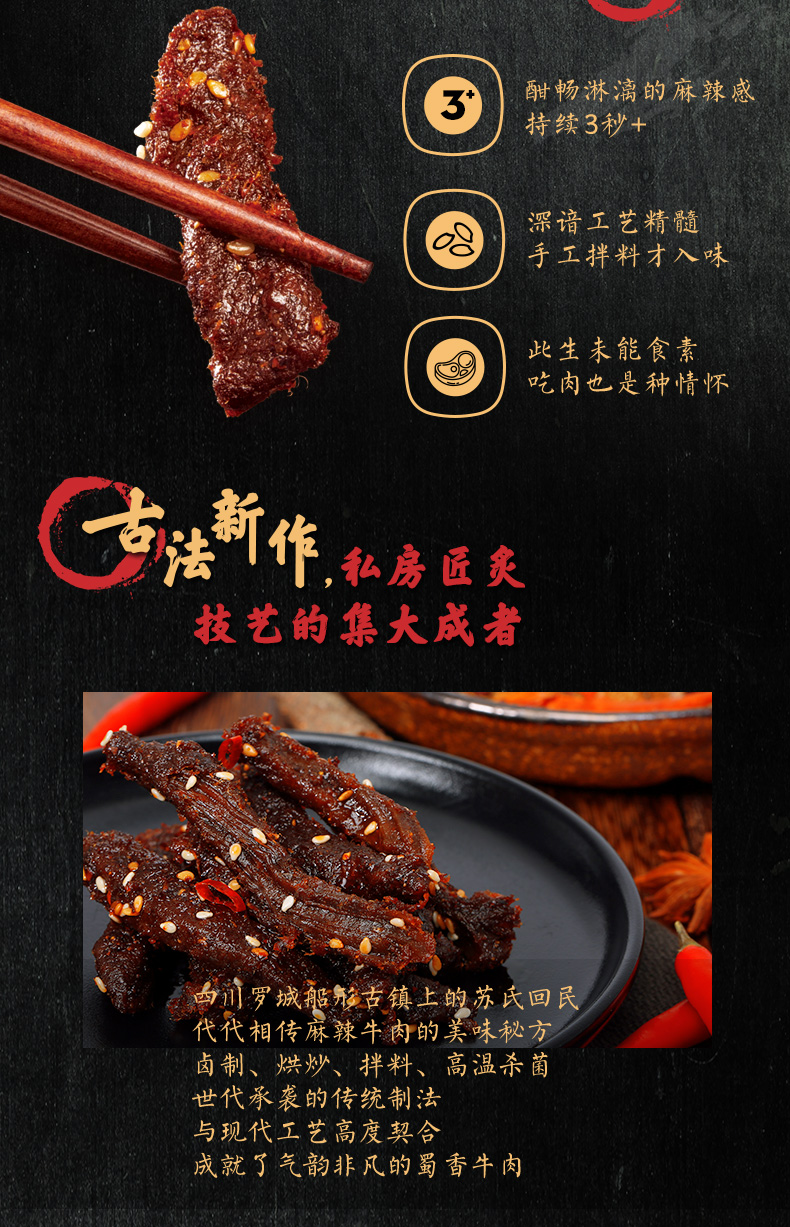 3+
酣畅淋漓的麻辣感
持续3秒+
深谙工艺精髓
手工拌料才入味
此生未能食素
吃肉也是种情怀
古法新作,私房匠炙
技艺的集大成者
四川罗城船形古镇上的苏氏回民
代代相传麻辣牛肉的美味秘方
卤制、烘炒、拌料、高温杀菌
世代承袭的传统制法
与现代工艺高度契合
成就了气韵非凡的蜀香牛肉